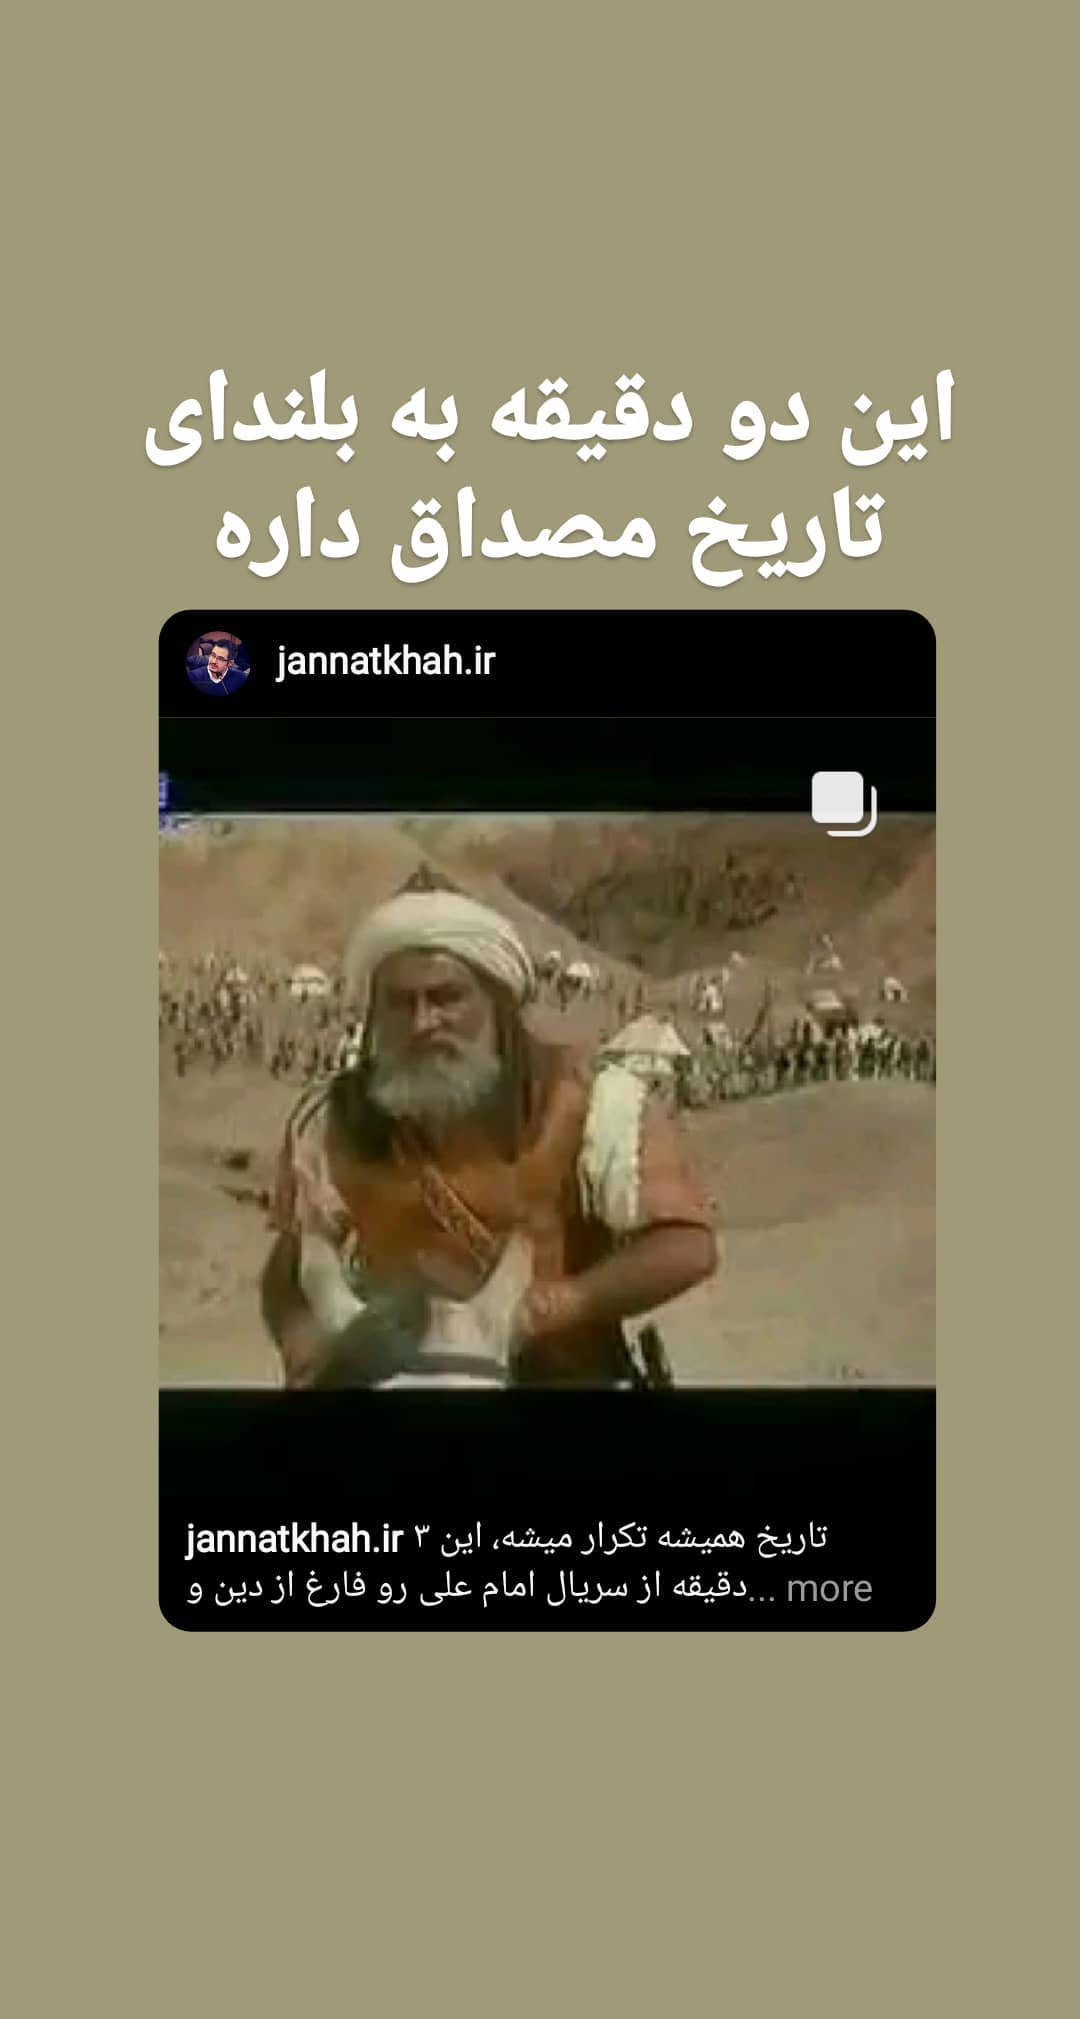 این دو دقیقه به بلندای
تاریخ مصداق داره
jannatkhah.ir
jannatkhah.ir تاریخ همیشه تکرار میشه، این ۳
دقیقه از سریال امام علی رو فارغ از دین و... more